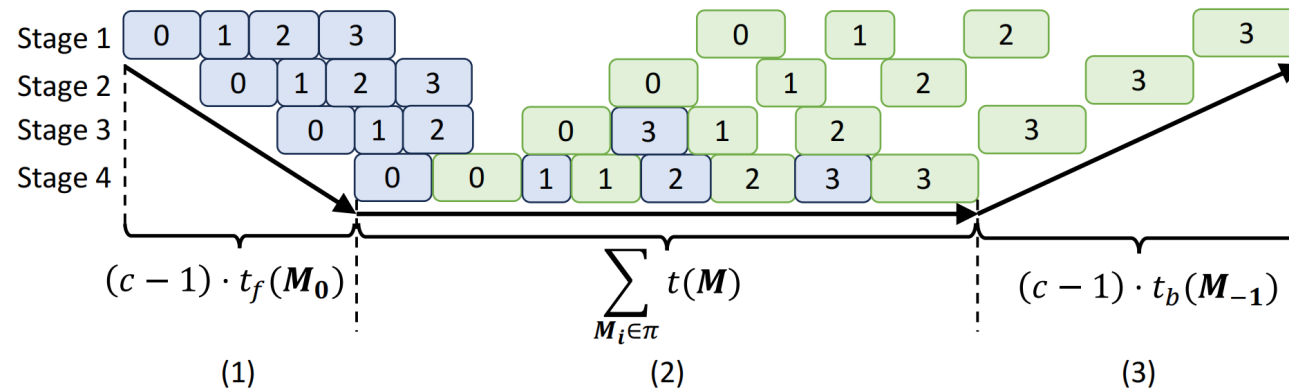 Stage 1 0 1 2 3 0 1 2 3
Stage 2 0 1 2 3 0 1 2 3
Stage 3 0 1 2 0 3 1 2 3
Stage 4 0 0 1 1 2 2 3 3
(c − 1) · t_f(M_0) ∑_{M_i∈π} t(M) (c − 1) · t_b(M_{−1})
(1) (2) (3)